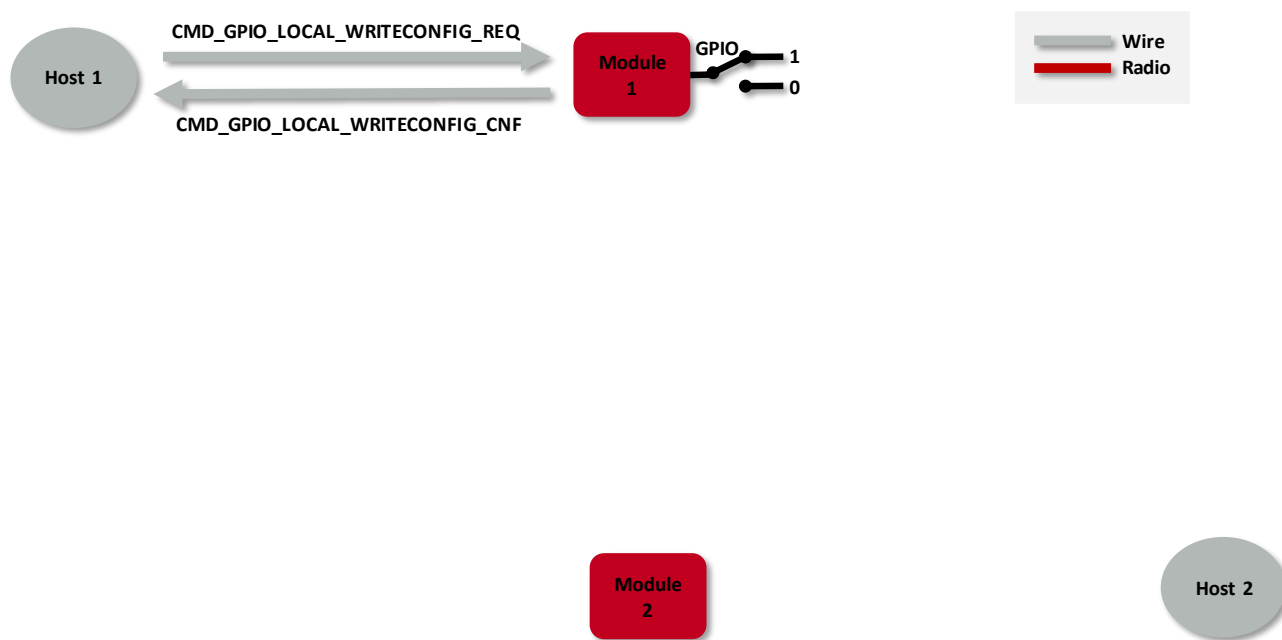 CMD_GPIO_LOCAL_WRITECONFIG_REQ
Host 1
Module
1
GPIO
1
0
CMD_GPIO_LOCAL_WRITECONFIG_CNF
Wire
Radio
Module
2
Host 2